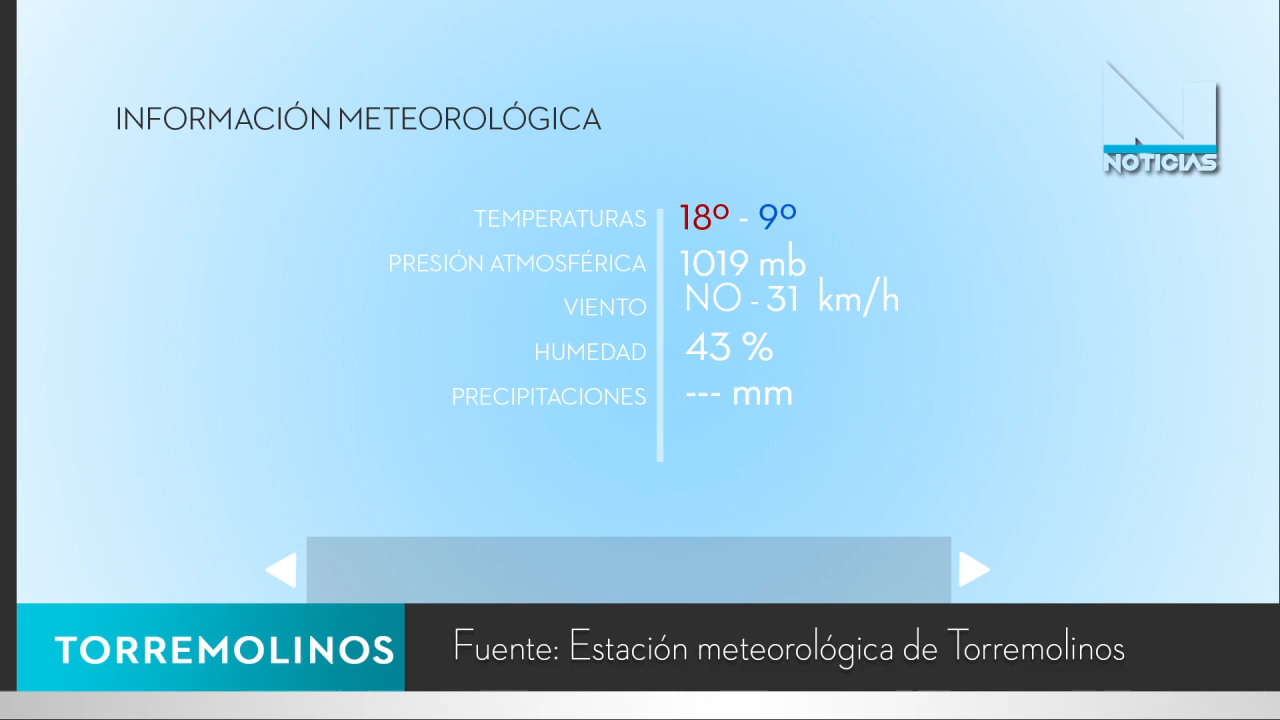 INFORMACIÓN METEOROLÓGICA
N
NOTICIAS
TEMPERATURAS 18º - 9º
PRESIÓN ATMOSFÉRICA 1019 mb
VIENTO NO - 31 km/h
HUMEDAD 43 %
PRECIPITACIONES --- mm
TORREMOLINOS
Fuente: Estación meteorológica de Torremolinos